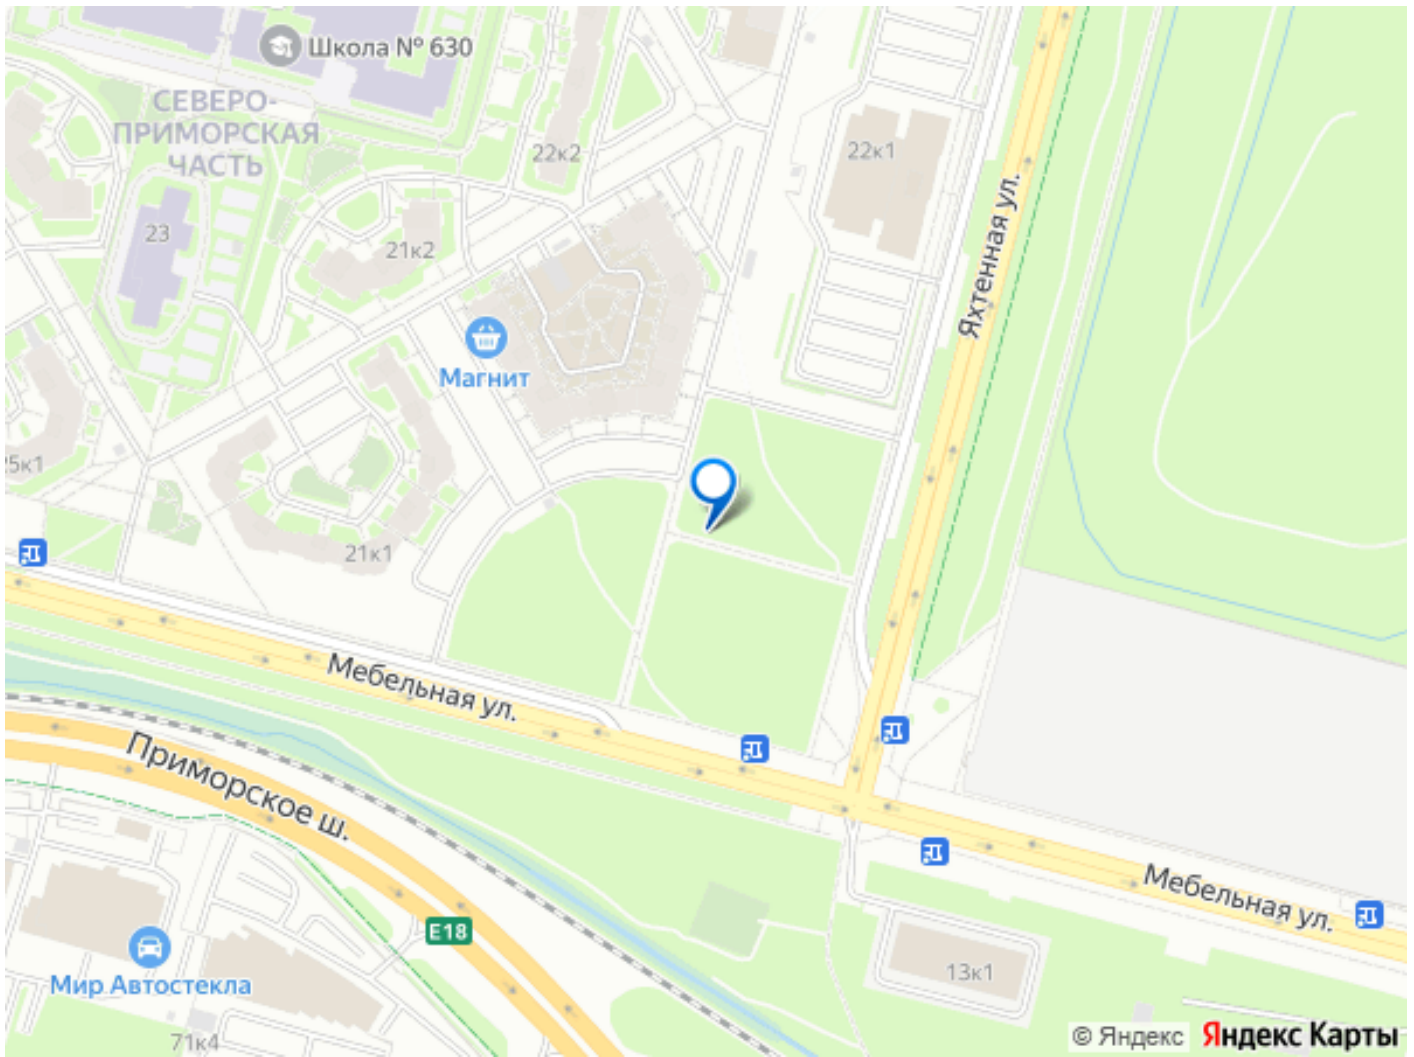 Школа № 630
СЕВЕРО-
ПРИМОРСКАЯ
ЧАСТЬ
22к2
22к1
23
21к2
Яхтенная ул.
Магнит
25к1
21к1
Мебельная ул.
Приморское ш.
Мебельная ул.
E18
13к1
Мир Автостекла
71к4
© Яндекс Яндекс Карты